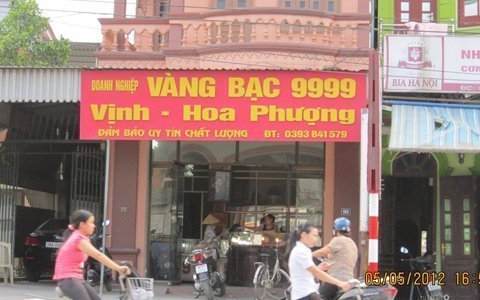 DOANH NGHIỆP VÀNG BẠC 9999
Vịnh - Hoa Phượng
ĐẢM BẢO UY TÍN CHẤT LƯỢNG ĐT: 0393 841 579
NH
BIA HÀ NỘI
05/05/2012 16:5